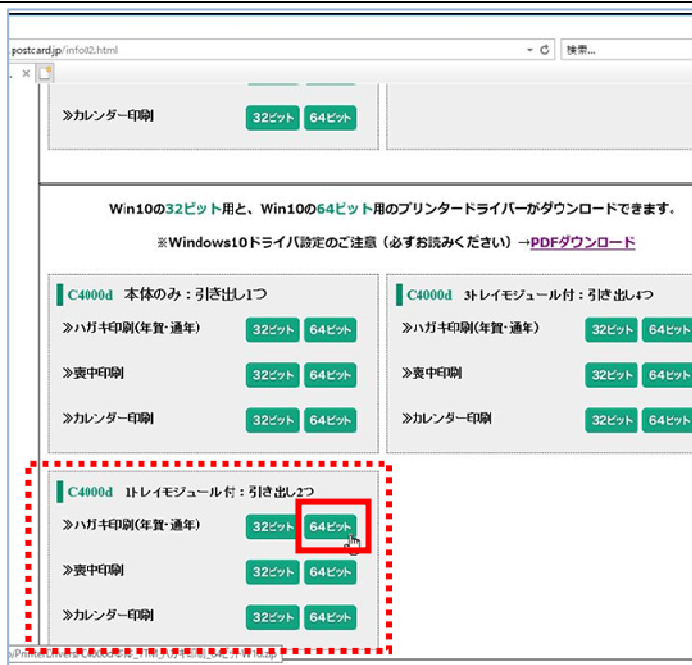 postcard.jp/info02.html
検索...
≫カレンダー印刷 32ビット 64ビット
Win10の32ビット用と、Win10の64ビット用のプリンタードライバーがダウンロードできます。
※Windows10ドライバ設定のご注意（必ずお読みください）→PDFダウンロード
C4000d 本体のみ：引き出し1つ
≫ハガキ印刷(年賀・通年) 32ビット 64ビット
≫喪中印刷 32ビット 64ビット
≫カレンダー印刷 32ビット 64ビット
C4000d 3トレイモジュール付：引き出し4つ
≫ハガキ印刷(年賀・通年) 32ビット 64ビット
≫喪中印刷 32ビット 64ビット
≫カレンダー印刷 32ビット 64ビット
C4000d 1トレイモジュール付：引き出し2つ
≫ハガキ印刷(年賀・通年) 32ビット 64ビット
≫喪中印刷 32ビット 64ビット
≫カレンダー印刷 32ビット 64ビット